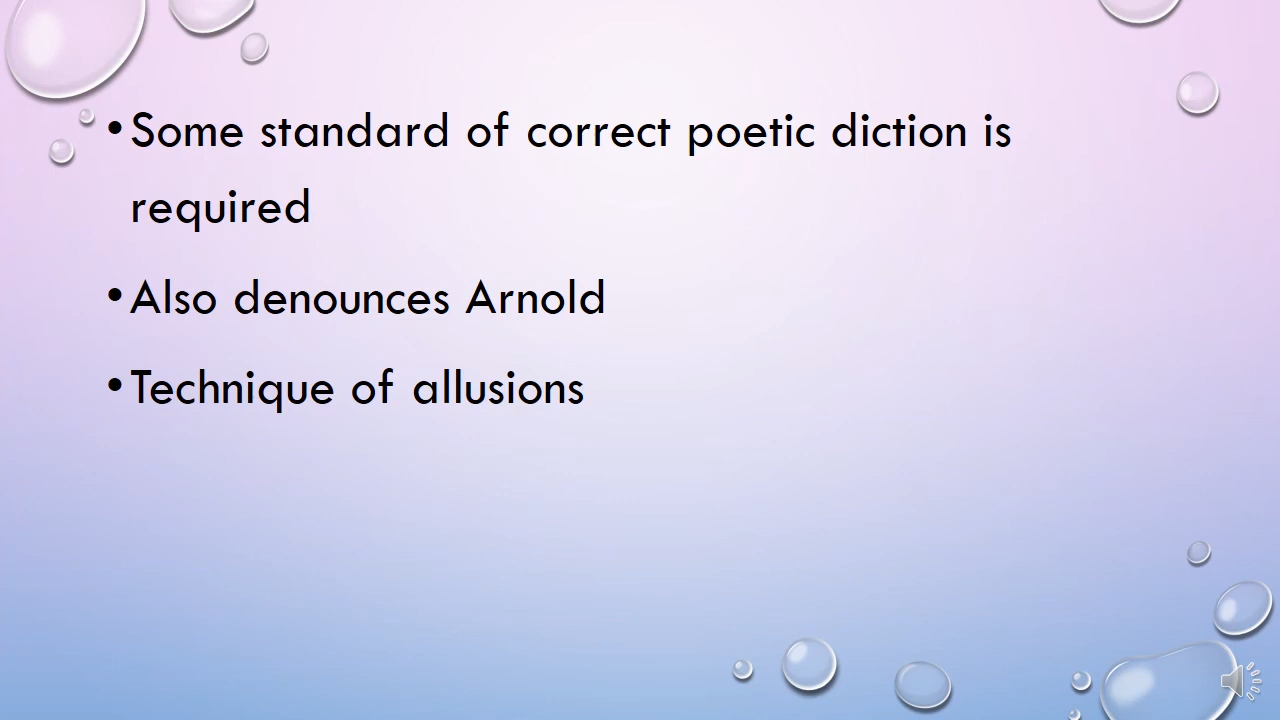 • Some standard of correct poetic diction is
required
• Also denounces Arnold
• Technique of allusions